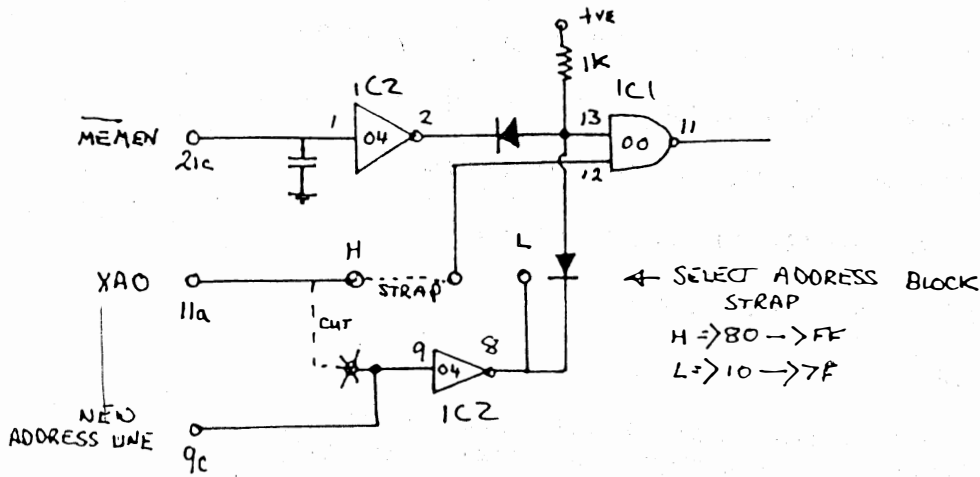 +VE
1K
IC2
IC1
MEMEN
1
04
2
13
00
11
21c
12
H
L
XA0
STRAP
← SELECT ADDRESS BLOCK
STRAP
11a
CUT
H => 80 -> FF
9
04
8
L => 10 -> 7F
IC2
NEW
ADDRESS LINE
9c